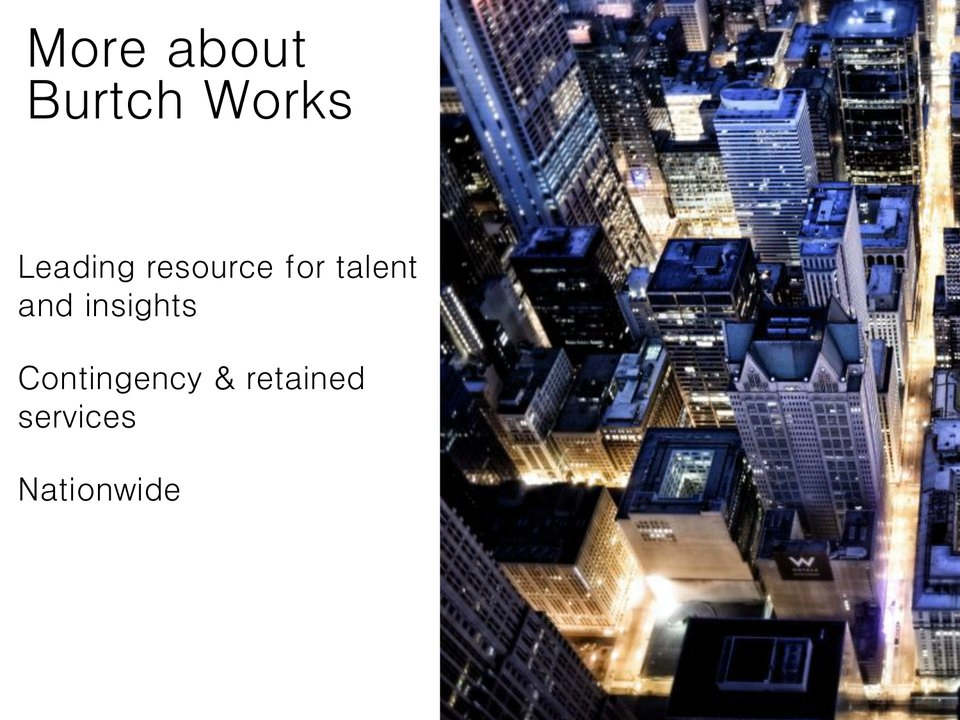 More about
Burtch Works
Leading resource for talent
and insights
Contingency & retained
services
Nationwide
W